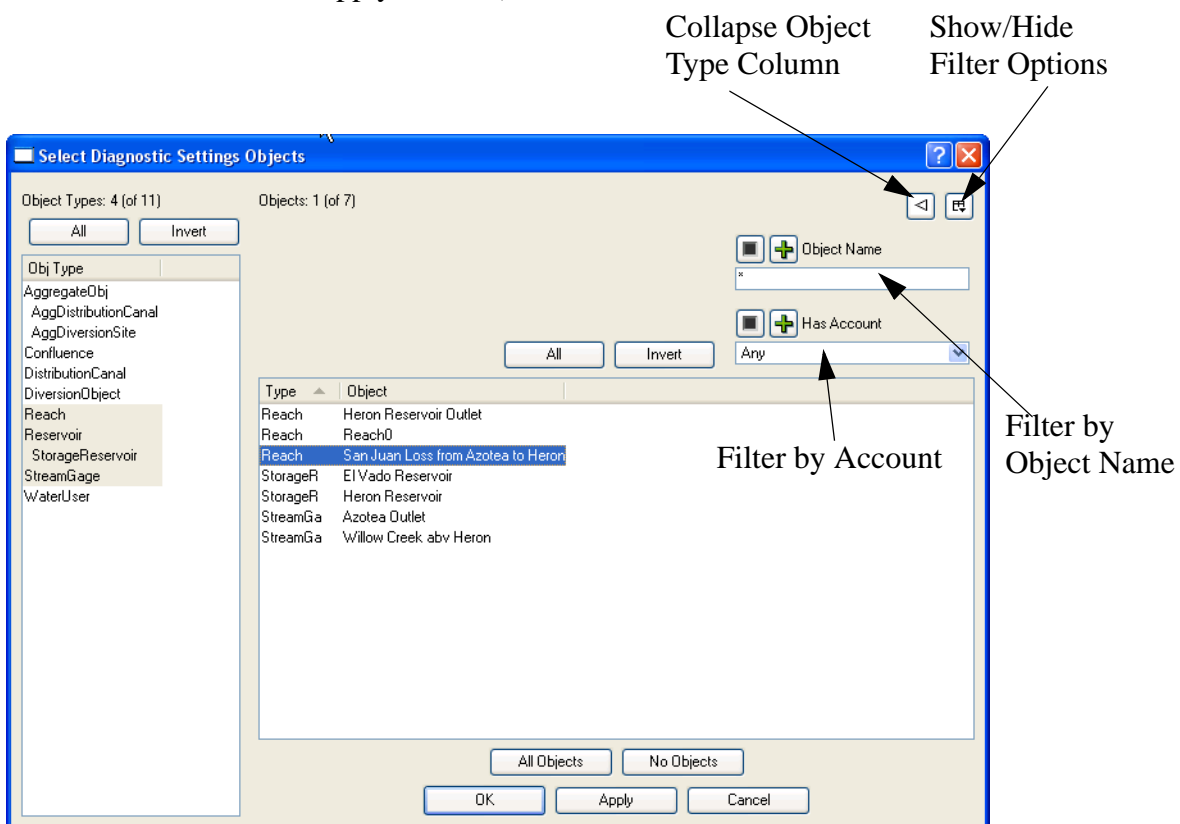 Collapse Object
Type Column
Show/Hide
Filter Options
Select Diagnostic Settings Objects
Object Types: 4 (of 11)
All
Invert
Obj Type
AggregateObj
AggDistributionCanal
AggDiversionSite
Confluence
DistributionCanal
DiversionObject
Reach
Reservoir
StorageReservoir
StreamGage
WaterUser
Objects: 1 (of 7)
Object Name
*
Has Account
Any
All
Invert
Type Object
Reach Heron Reservoir Outlet
Reach Reach0
Reach San Juan Loss from Azotea to Heron
StorageR El Vado Reservoir
StorageR Heron Reservoir
StreamGa Azotea Outlet
StreamGa Willow Creek abv Heron
Filter by Account
Filter by
Object Name
All Objects
No Objects
OK
Apply
Cancel